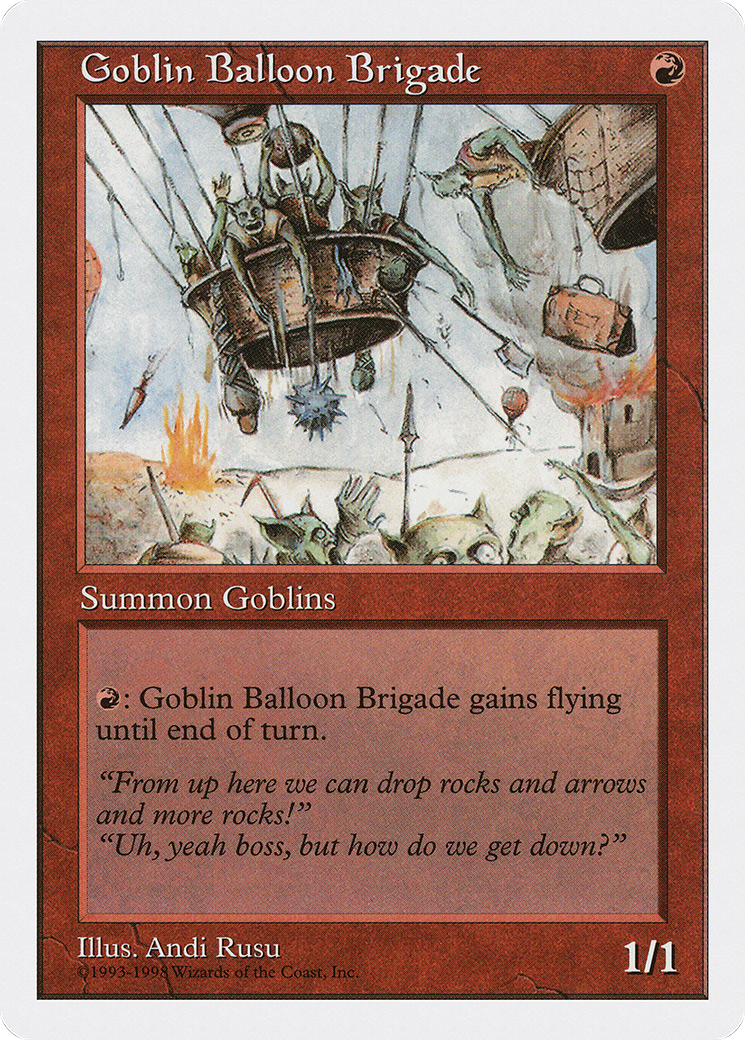 Goblin Balloon Brigade
Summon Goblins
: Goblin Balloon Brigade gains flying
until end of turn.
“From up here we can drop rocks and arrows
and more rocks!”
“Uh, yeah boss, but how do we get down?”
Illus. Andi Rusu
©1993-1998 Wizards of the Coast, Inc.
1/1